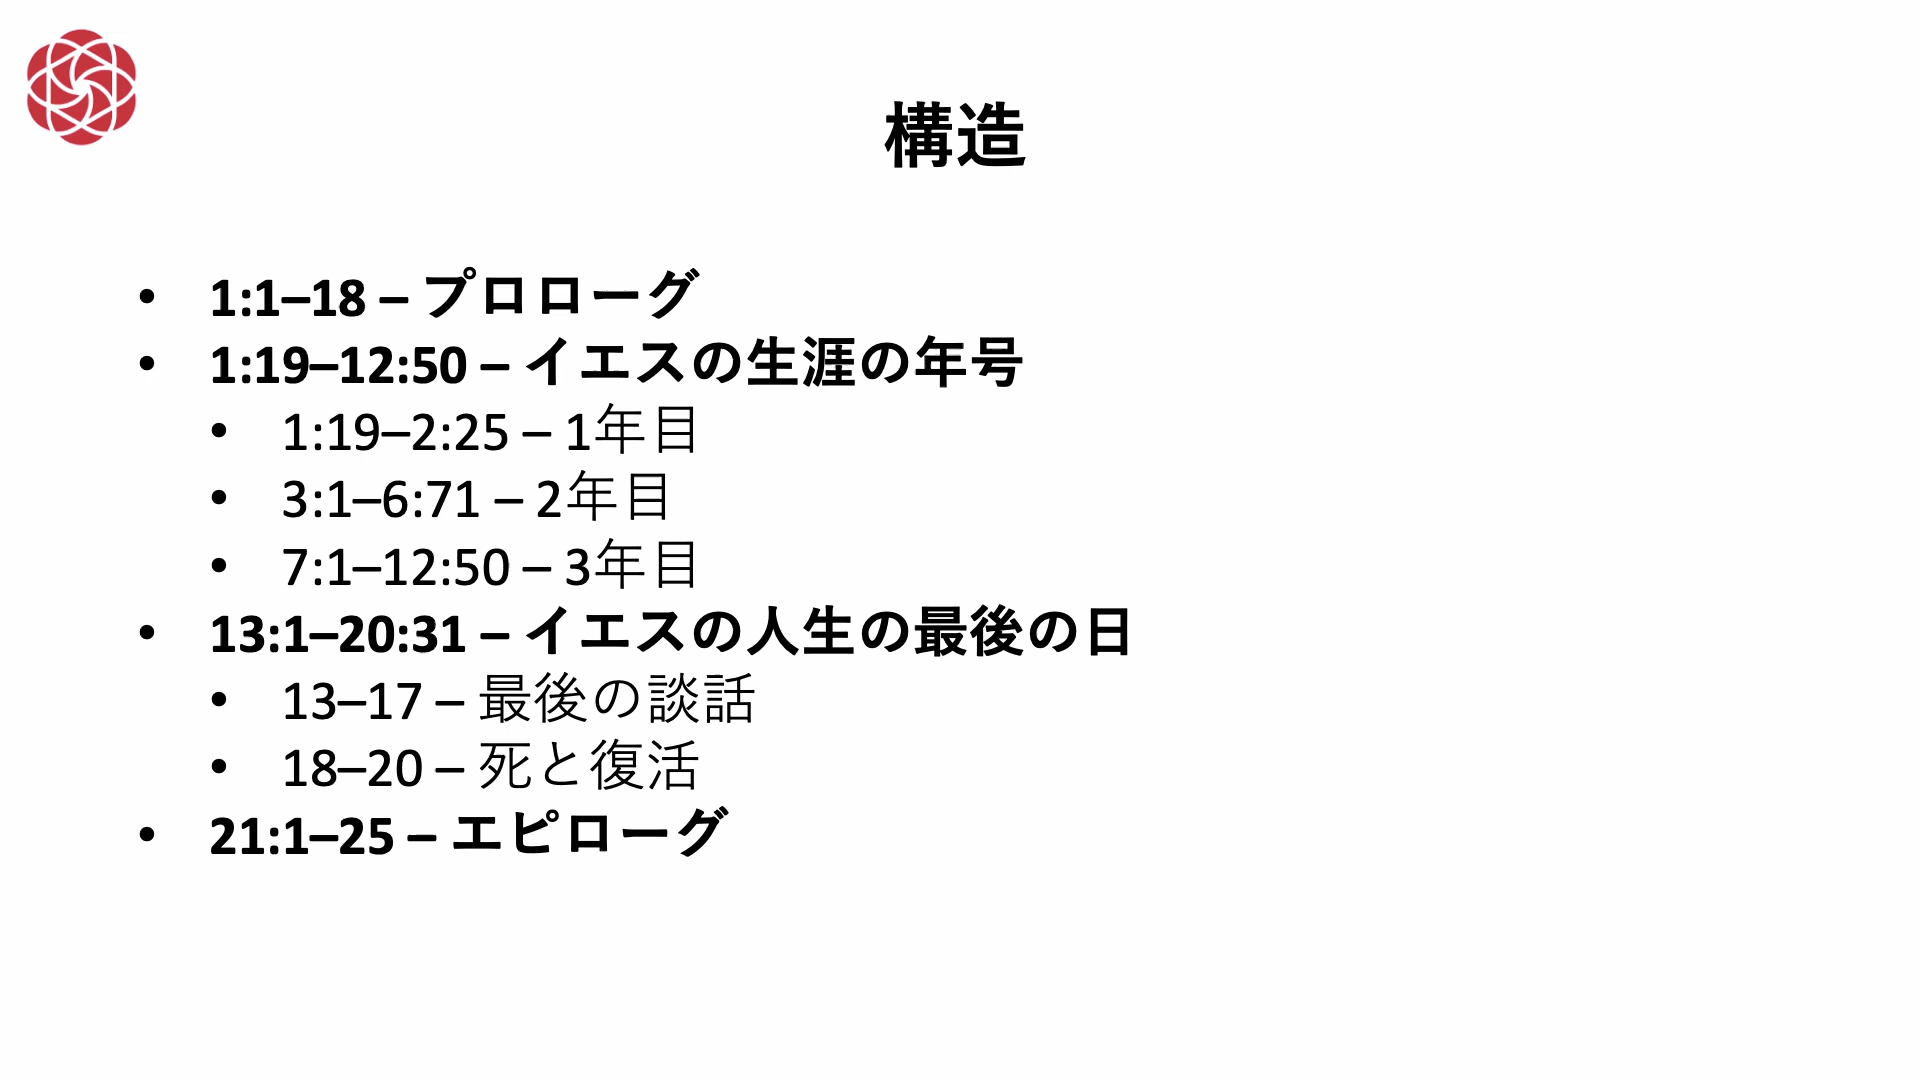 構造
• 1:1–18 – プロローグ
• 1:19–12:50 – イエスの生涯の年号
• 1:19–2:25 – 1年目
• 3:1–6:71 – 2年目
• 7:1–12:50 – 3年目
• 13:1–20:31 – イエスの人生の最後の日
• 13–17 – 最後の談話
• 18–20 – 死と復活
• 21:1–25 – エピローグ